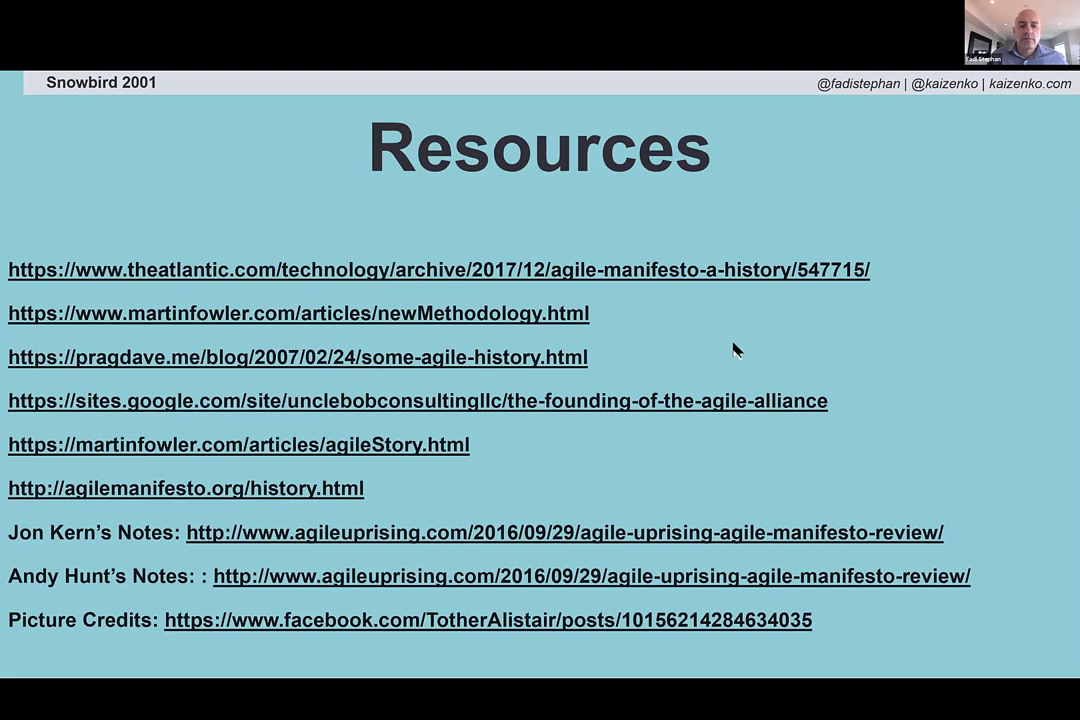 Fadi Stephan
Snowbird 2001
@fadistephan | @kaizenko | kaizenko.com
Resources
https://www.theatlantic.com/technology/archive/2017/12/agile-manifesto-a-history/547715/
https://www.martinfowler.com/articles/newMethodology.html
https://pragdave.me/blog/2007/02/24/some-agile-history.html
https://sites.google.com/site/unclebobconsultingllc/the-founding-of-the-agile-alliance
https://martinfowler.com/articles/agileStory.html
http://agilemanifesto.org/history.html
Jon Kern’s Notes: http://www.agileuprising.com/2016/09/29/agile-uprising-agile-manifesto-review/
Andy Hunt’s Notes: : http://www.agileuprising.com/2016/09/29/agile-uprising-agile-manifesto-review/
Picture Credits: https://www.facebook.com/TotherAlistair/posts/10156214284634035